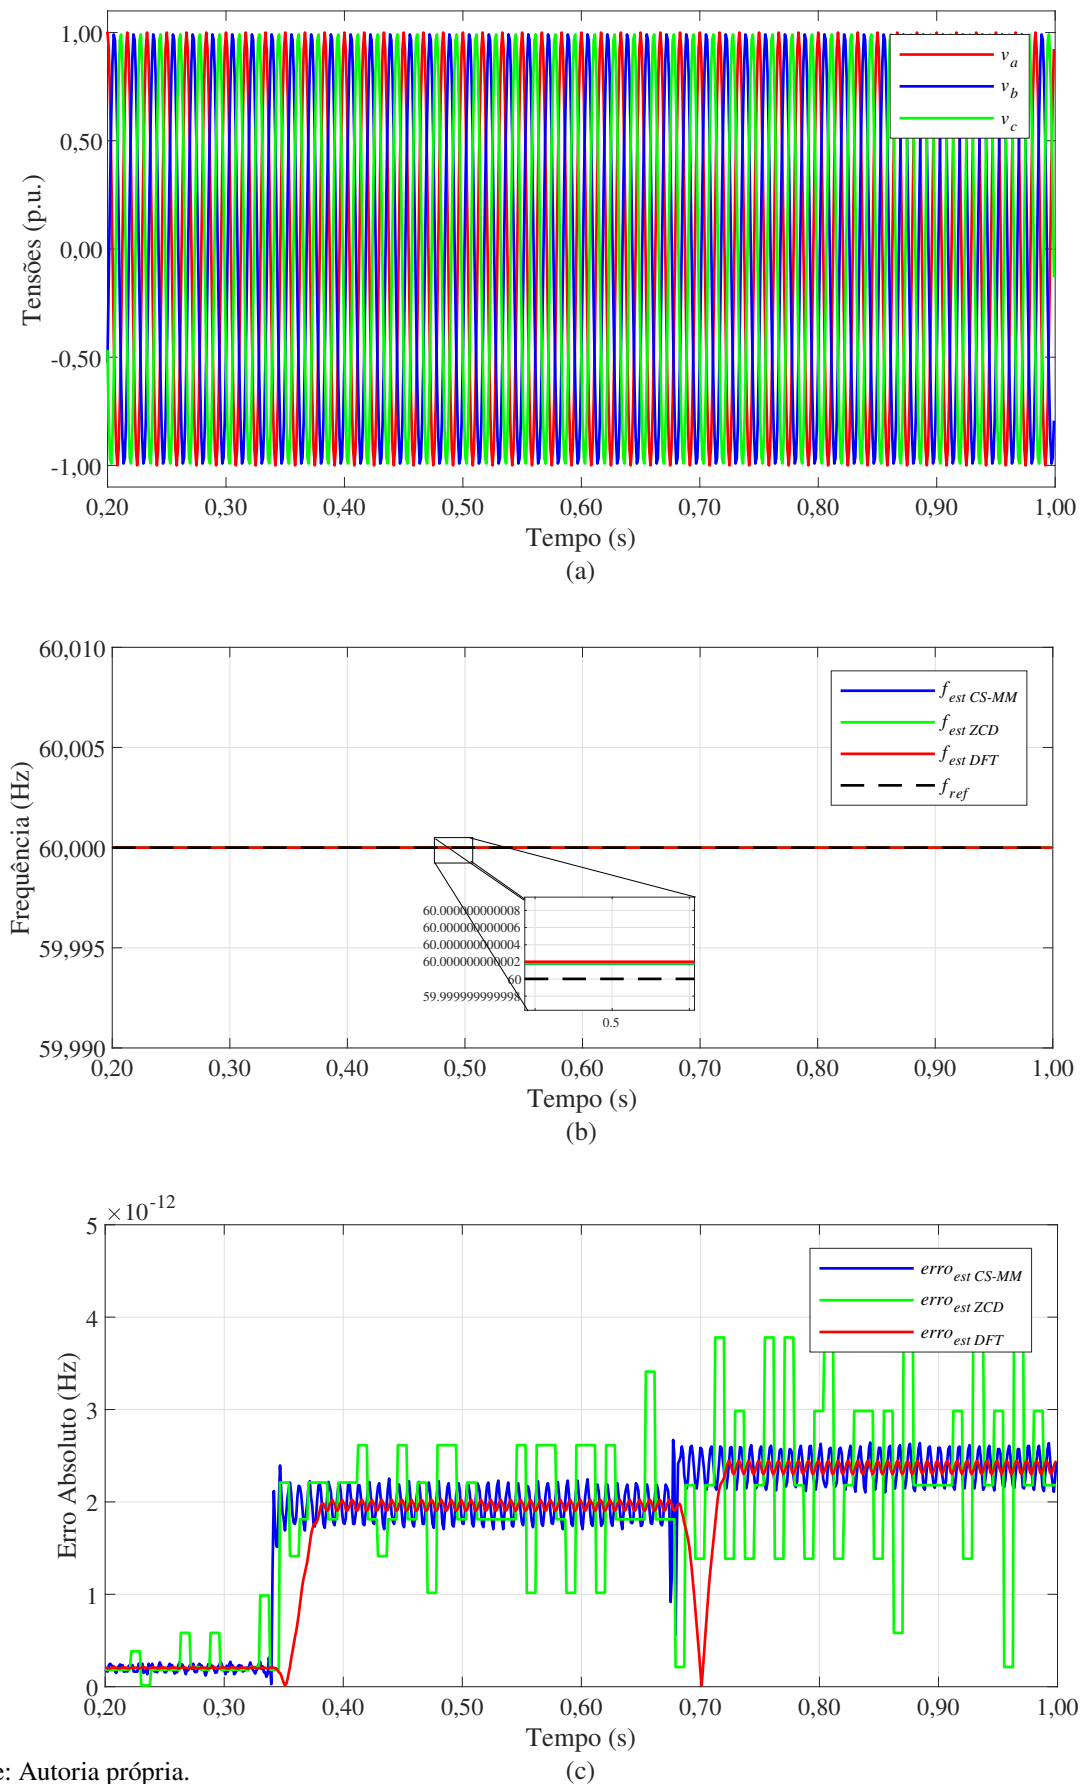 1,00
0,50
0,00
-0,50
-1,00
Tensões (p.u.)
v_a
v_b
v_c
0,20 0,30 0,40 0,50 0,60 0,70 0,80 0,90 1,00
Tempo (s)
(a)
60,010
60,005
60,000
59,995
59,990
Frequência (Hz)
f_est CS-MM
f_est ZCD
f_est DFT
f_ref
60.000000000008
60.000000000006
60.000000000004
60.000000000002
60
59.999999999998
0.5
0,20 0,30 0,40 0,50 0,60 0,70 0,80 0,90 1,00
Tempo (s)
(b)
×10^-12
5
4
3
2
1
0
Erro Absoluto (Hz)
erro_est CS-MM
erro_est ZCD
erro_est DFT
0,20 0,30 0,40 0,50 0,60 0,70 0,80 0,90 1,00
Tempo (s)
(c)
e: Autoria própria.